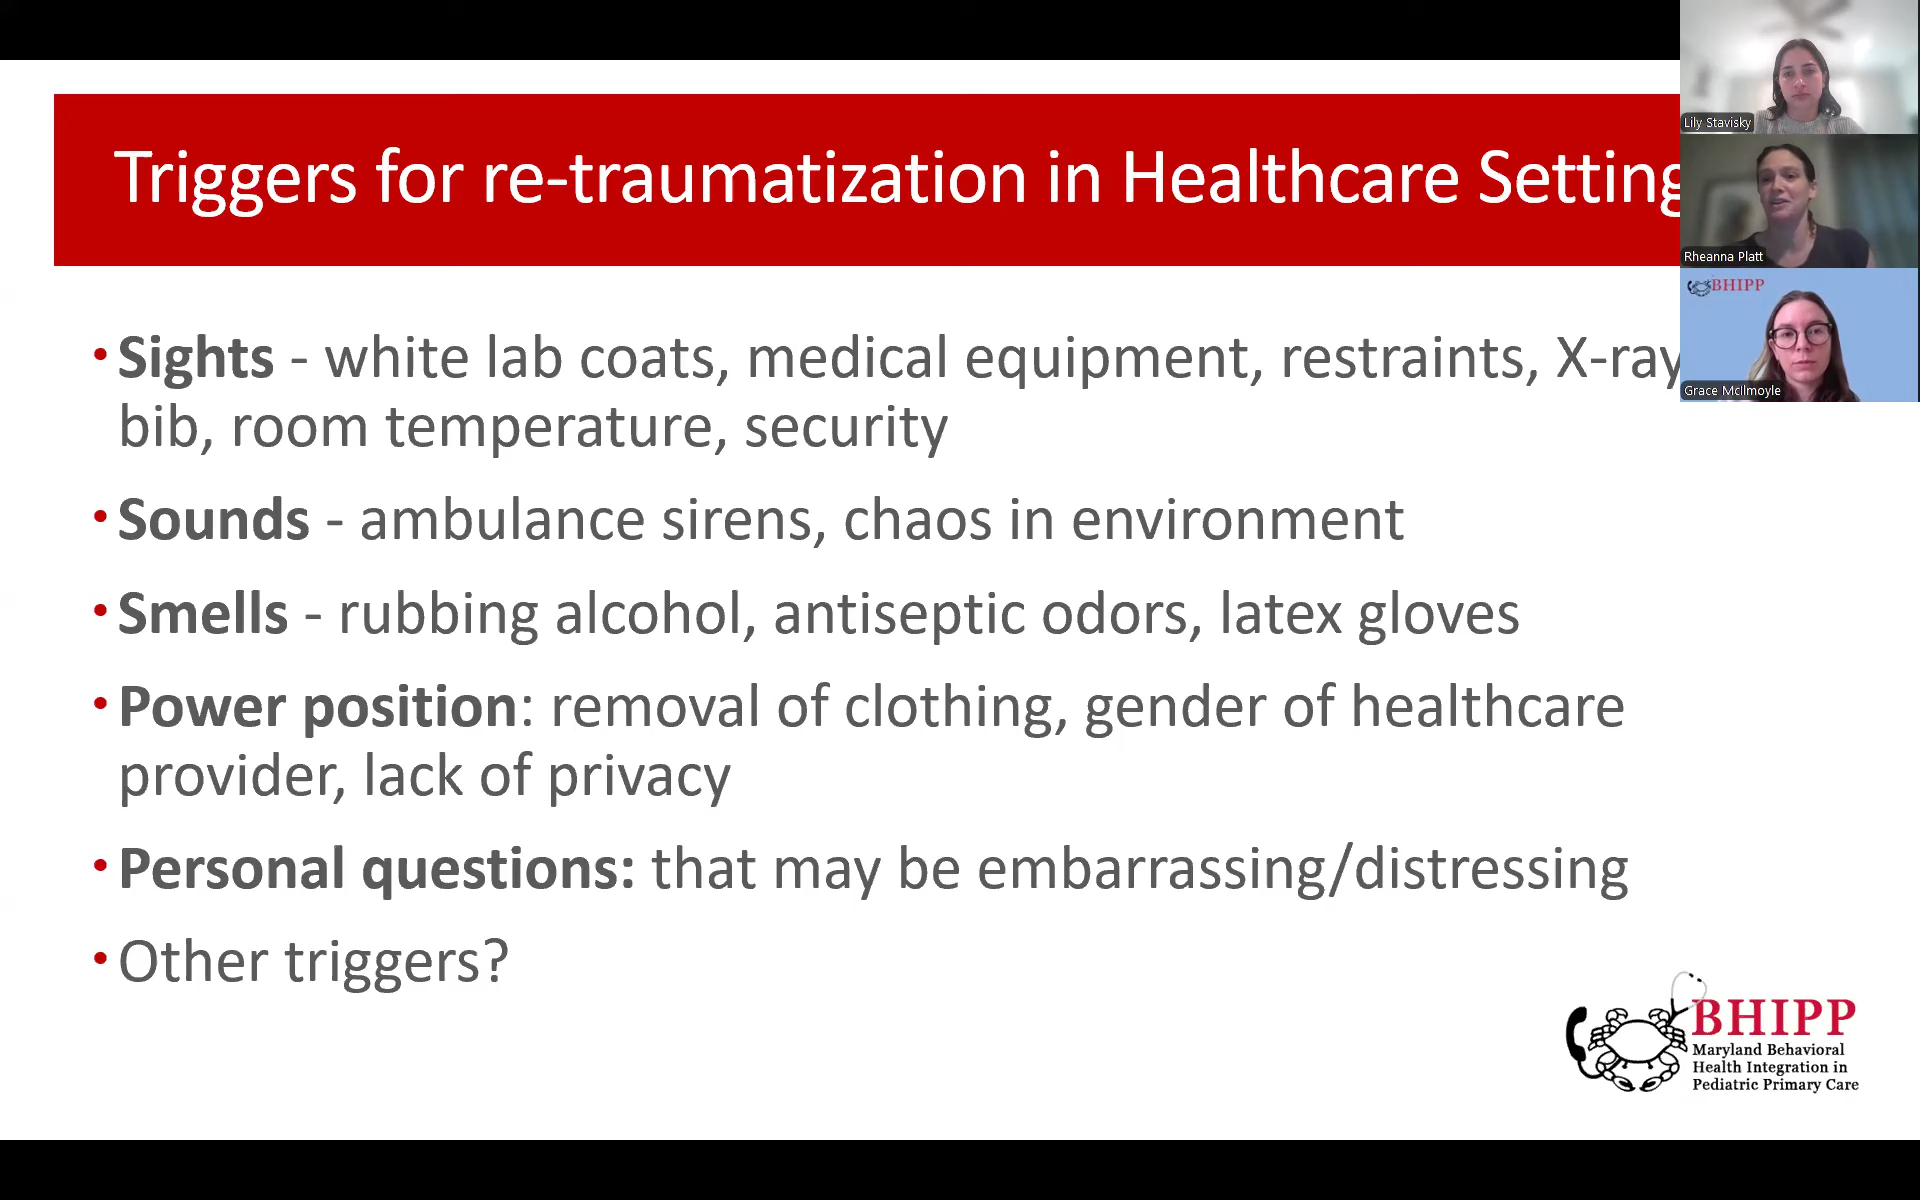 Triggers for re-traumatization in Healthcare Setting
• Sights - white lab coats, medical equipment, restraints, X-ray
bib, room temperature, security
• Sounds - ambulance sirens, chaos in environment
• Smells - rubbing alcohol, antiseptic odors, latex gloves
• Power position: removal of clothing, gender of healthcare
provider, lack of privacy
• Personal questions: that may be embarrassing/distressing
• Other triggers?
BHIPP
Maryland Behavioral
Health Integration in
Pediatric Primary Care
Lily Stavisky
Rheanna Platt
BHIPP
Grace McIlmoyle